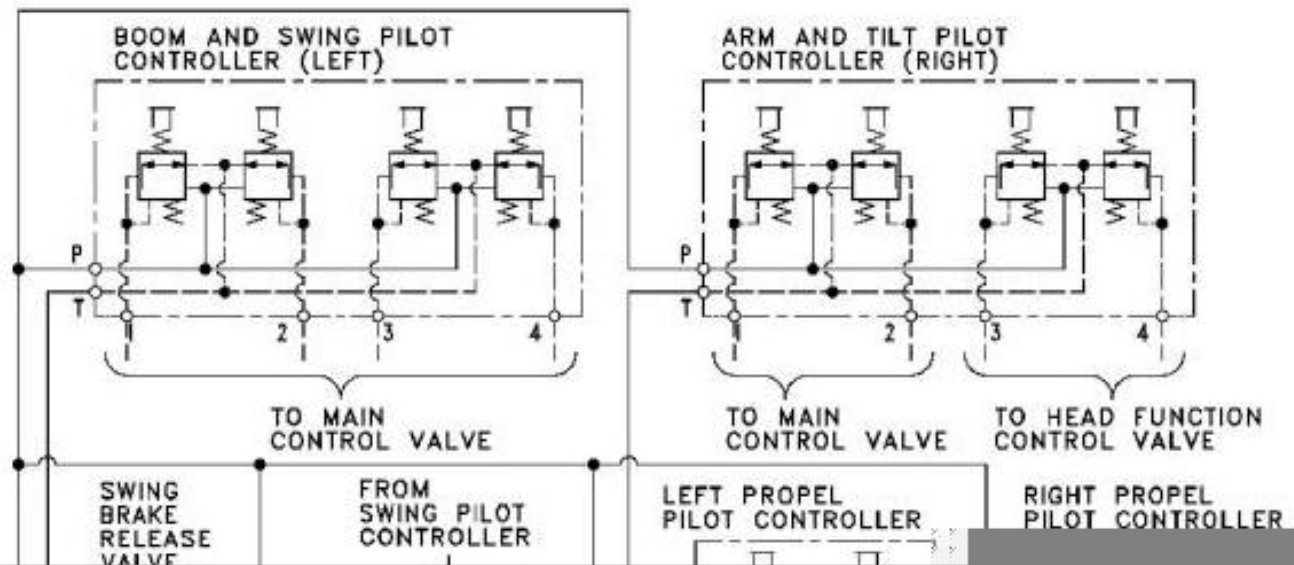 BOOM AND SWING PILOT
CONTROLLER (LEFT)
ARM AND TILT PILOT
CONTROLLER (RIGHT)
P
T
1
2
3
4
P
T
1
2
3
4
TO MAIN
CONTROL VALVE
TO MAIN
CONTROL VALVE
TO HEAD FUNCTION
CONTROL VALVE
SWING
BRAKE
RELEASE
VALVE
FROM
SWING PILOT
CONTROLLER
LEFT PROPEL
PILOT CONTROLLER
RIGHT PROPEL
PILOT CONTROLLER